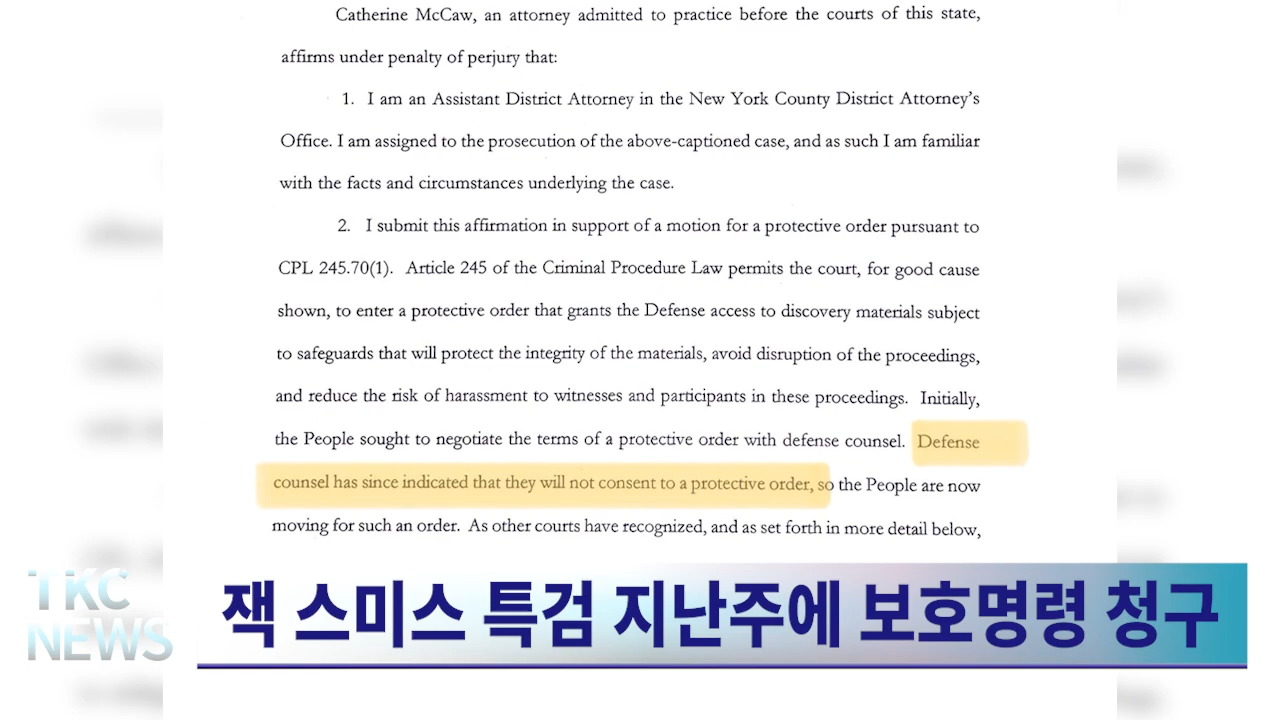 Catherine McCaw, an attorney admitted to practice before the courts of this state,
affirms under penalty of perjury that:
1. I am an Assistant District Attorney in the New York County District Attorney's
Office. I am assigned to the prosecution of the above-captioned case, and as such I am familiar
with the facts and circumstances underlying the case.
2. I submit this affirmation in support of a motion for a protective order pursuant to
CPL 245.70(1). Article 245 of the Criminal Procedure Law permits the court, for good cause
shown, to enter a protective order that grants the Defense access to discovery materials subject
to safeguards that will protect the integrity of the materials, avoid disruption of the proceedings,
and reduce the risk of harassment to witnesses and participants in these proceedings. Initially,
the People sought to negotiate the terms of a protective order with defense counsel. Defense
counsel has since indicated that they will not consent to a protective order, so the People are now
moving for such an order. As other courts have recognized, and as set forth in more detail below,
TKC
NEWS
잭 스미스 특검 지난주에 보호명령 청구